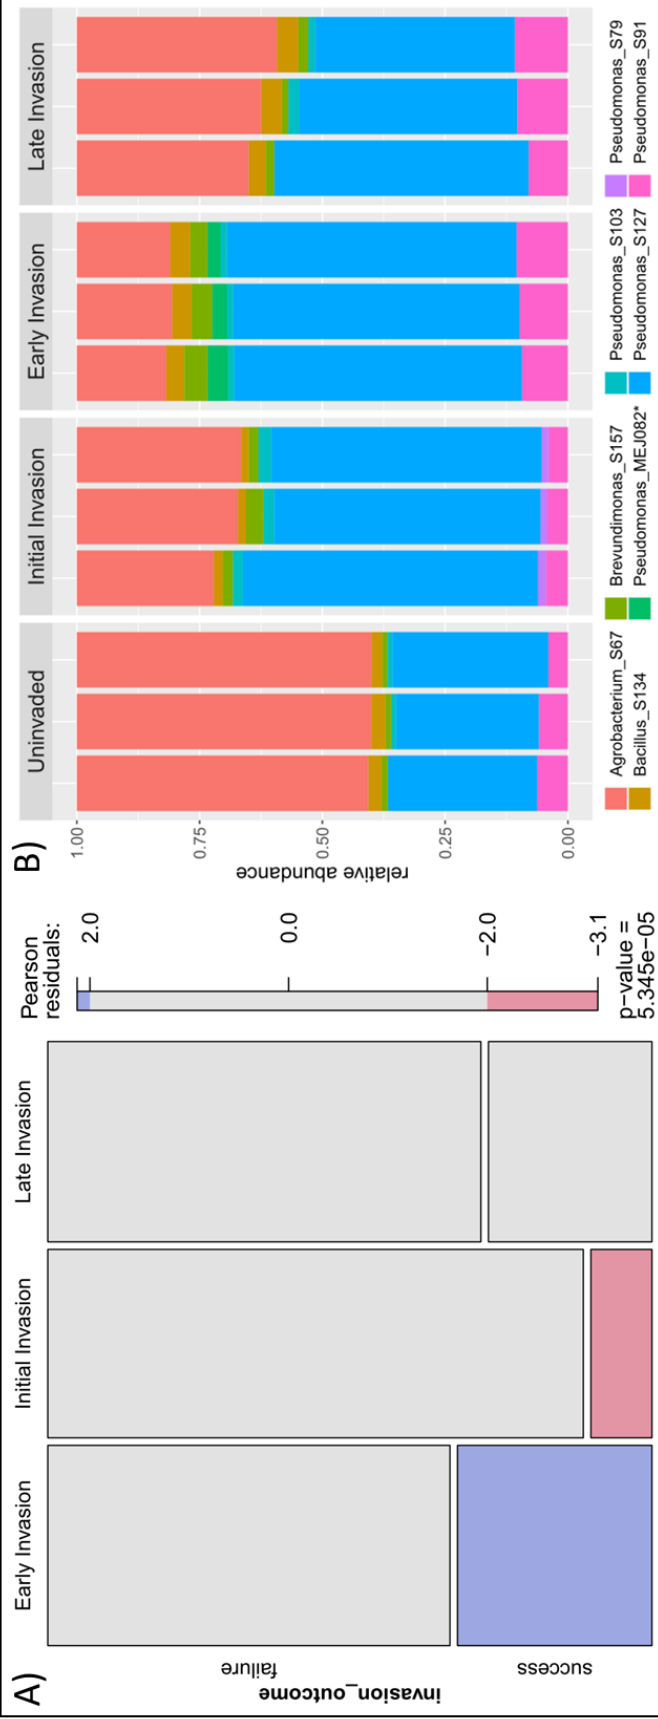 A)
Early Invasion
Initial Invasion
Late Invasion
invasion_outcome
failure
success
Pearson
residuals:
2.0
0.0
−2.0
−3.1
p-value =
5.345e−05
B)
Uninvaded
Initial Invasion
Early Invasion
Late Invasion
relative abundance
1.00
0.75
0.50
0.25
0.00
Agrobacterium_S67
Bacillus_S134
Brevundimonas_S157
Pseudomonas_MEJ082*
Pseudomonas_S103
Pseudomonas_S127
Pseudomonas_S79
Pseudomonas_S91